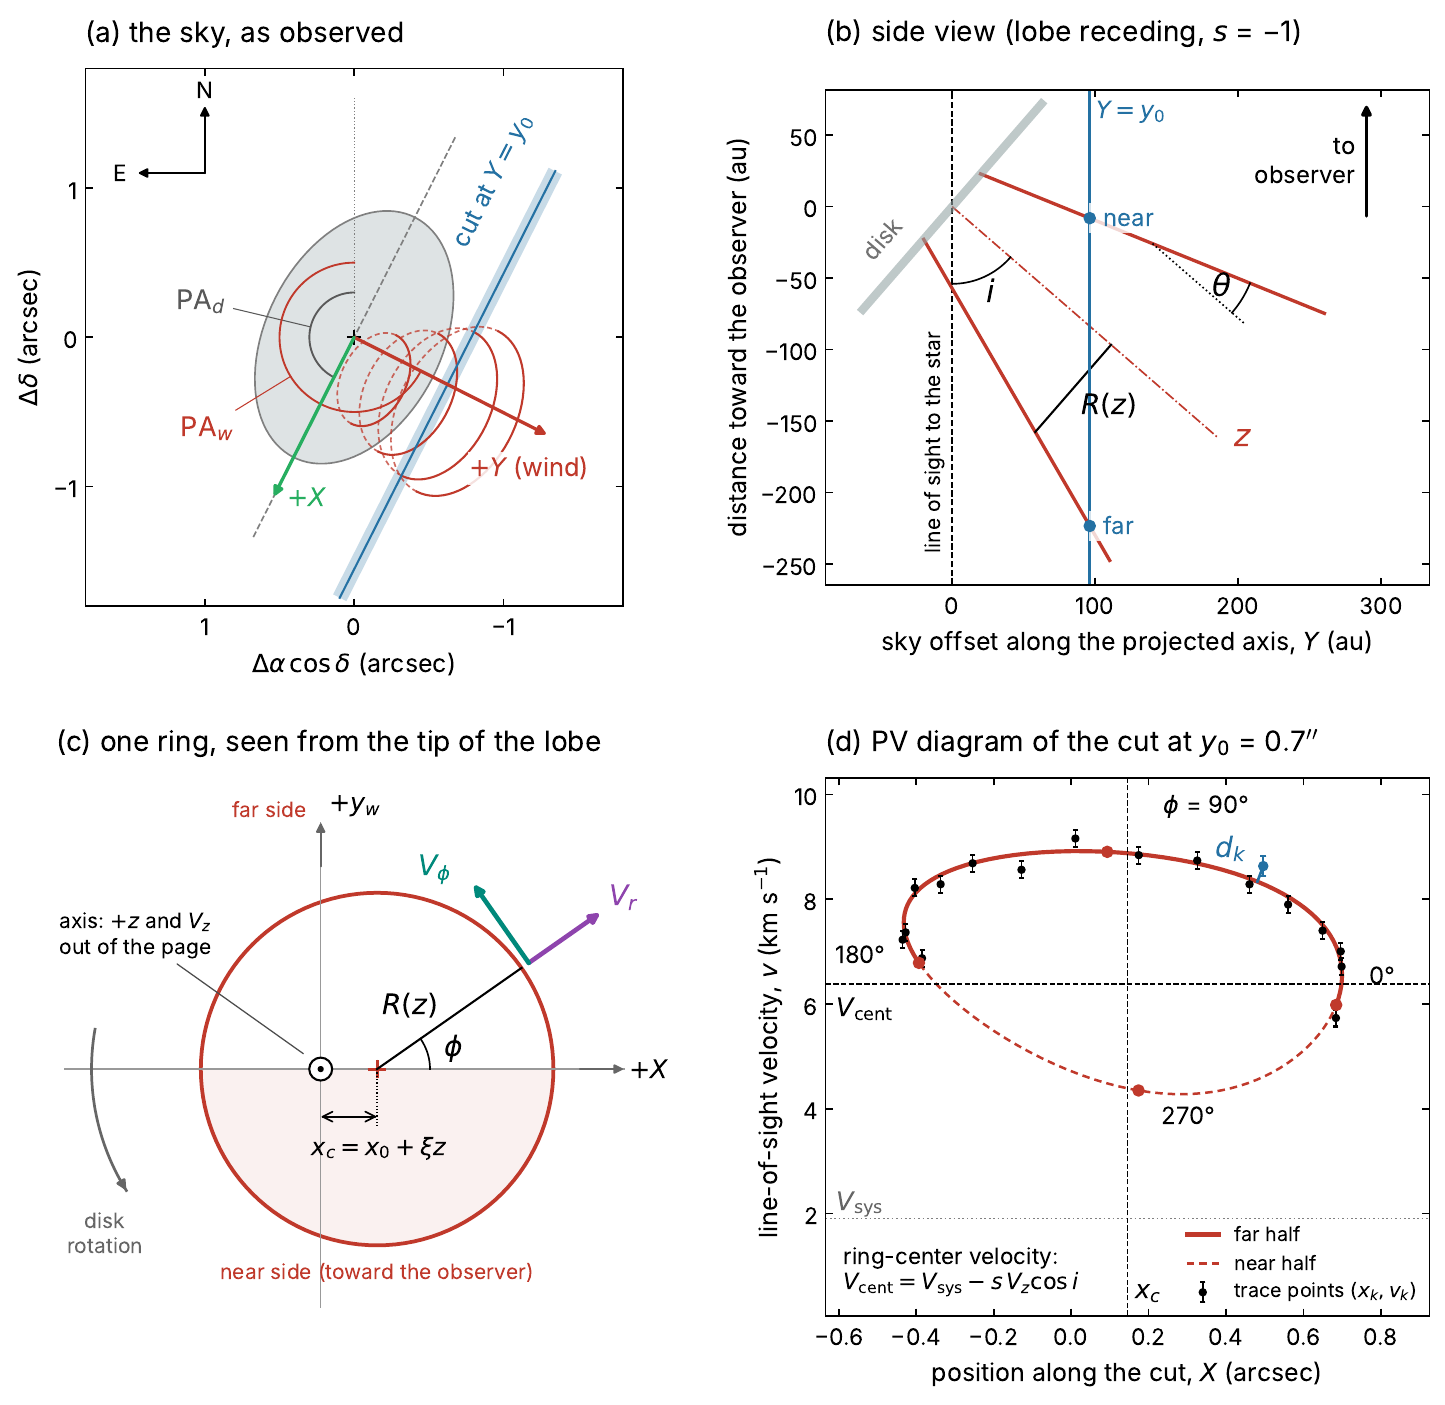 (a) the sky, as observed
N
E
cut at Y = y₀
PA_d
PA_w
+Y (wind)
+X
1
0
−1
1
0
−1
Δδ (arcsec)
Δα cos δ (arcsec)
(b) side view (lobe receding, s = −1)
Y = y₀
to
observer
near
disk
θ
i
R(z)
z
far
line of sight to the star
50
0
−50
−100
−150
−200
−250
0
100
200
300
distance toward the observer (au)
sky offset along the projected axis, Y (au)
(c) one ring, seen from the tip of the lobe
far side
+y_w
V_ϕ
V_r
axis: +z and V_z
out of the page
R(z)
ϕ
+X
x_c = x₀ + ξz
disk
rotation
near side (toward the observer)
(d) PV diagram of the cut at y₀ = 0.7″
ϕ = 90°
d_k
180°
0°
V_cent
270°
V_sys
ring-center velocity:
V_cent = V_sys − s V_z cos i
x_c
far half
near half
trace points (x_k, v_k)
10
8
6
4
2
−0.6
−0.4
−0.2
0.0
0.2
0.4
0.6
0.8
line-of-sight velocity, v (km s⁻¹)
position along the cut, X (arcsec)